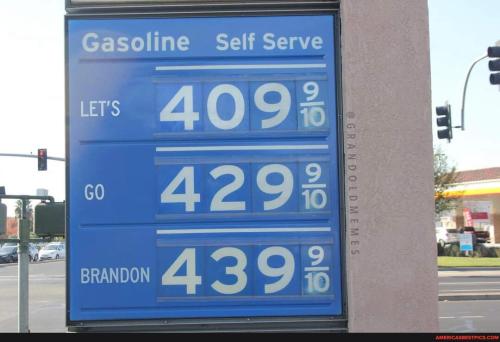 Gasoline Self Serve
LET'S 409 9/10
GO 429 9/10
BRANDON 439 9/10
@GRANDOLDMEMES
AMERICASBESTPICS.COM